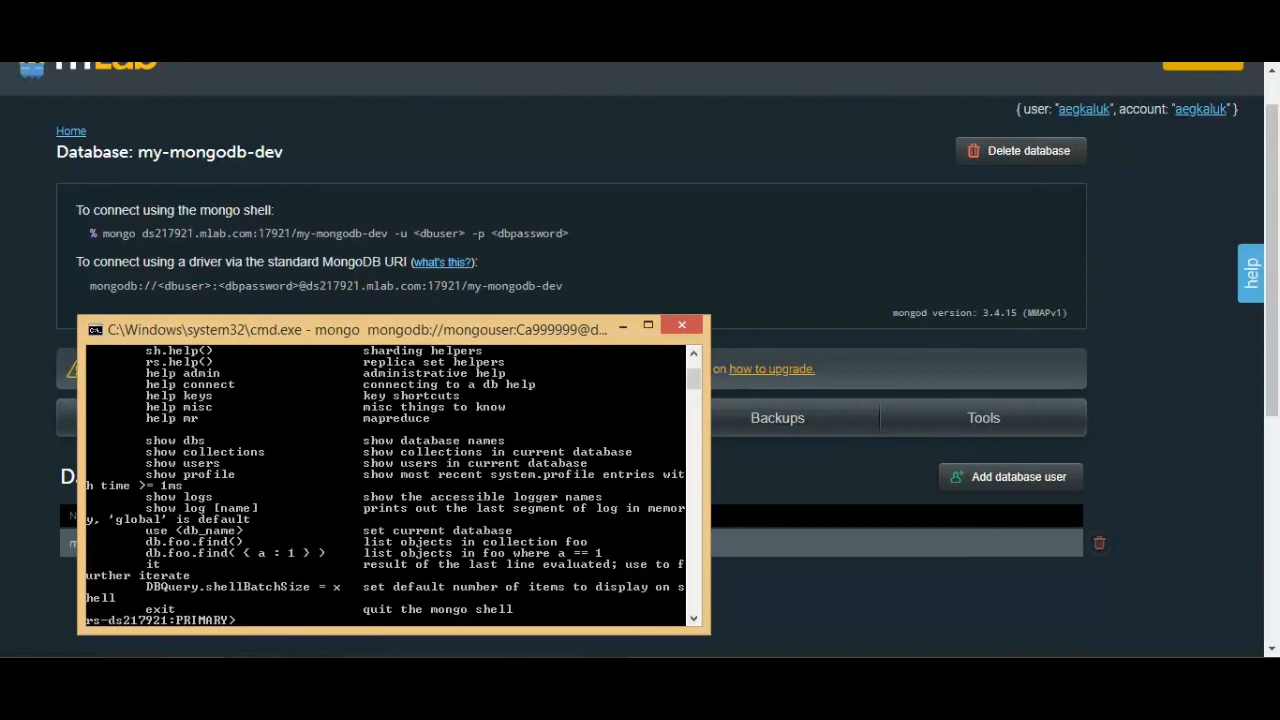 mLab
{ user: "aegkaluk", account: "aegkaluk" }
Home
Database: my-mongodb-dev
Delete database
To connect using the mongo shell:
% mongo ds217921.mlab.com:17921/my-mongodb-dev -u <dbuser> -p <dbpassword>
To connect using a driver via the standard MongoDB URI (what's this?):
mongodb://<dbuser>:<dbpassword>@ds217921.mlab.com:17921/my-mongodb-dev
mongod version: 3.4.15 (MMAPv1)
help
on how to upgrade.
Backups
Tools
Add database user
C:\Windows\system32\cmd.exe - mongo mongodb://mongouser:Ca999999@d...
sh.help() sharding helpers
rs.help() replica set helpers
help admin administrative help
help connect connecting to a db help
help keys key shortcuts
help misc misc things to know
help mr mapreduce
show dbs show database names
show collections show collections in current database
show users show users in current database
show profile show most recent system.profile entries wit
h time >= 1ms
show logs show the accessible logger names
show log [name] prints out the last segment of log in memor
y, 'global' is default
use <db_name> set current database
db.foo.find() list objects in collection foo
db.foo.find( { a : 1 } ) list objects in foo where a == 1
it result of the last line evaluated; use to f
urther iterate
DBQuery.shellBatchSize = x set default number of items to display on s
hell
exit quit the mongo shell
rs-ds217921:PRIMARY>